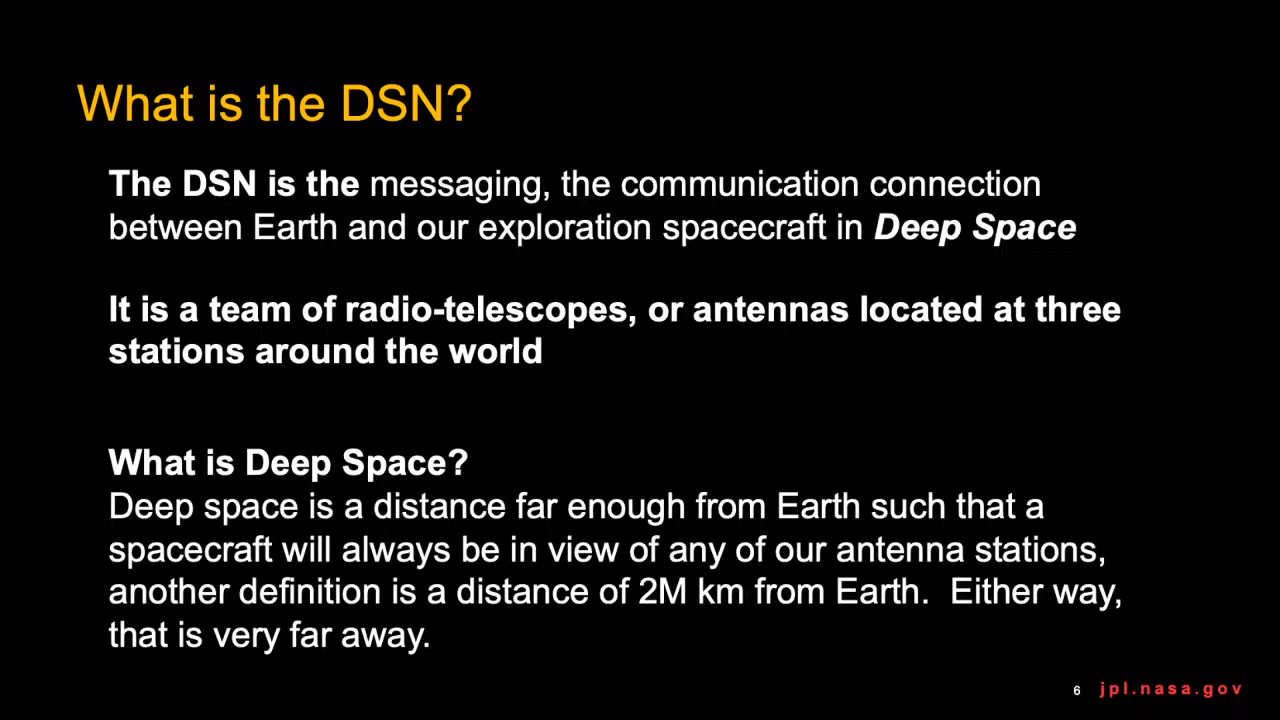 What is the DSN?
The DSN is the messaging, the communication connection
between Earth and our exploration spacecraft in Deep Space
It is a team of radio-telescopes, or antennas located at three
stations around the world
What is Deep Space?
Deep space is a distance far enough from Earth such that a
spacecraft will always be in view of any of our antenna stations,
another definition is a distance of 2M km from Earth.  Either way,
that is very far away.
6 jpl.nasa.gov